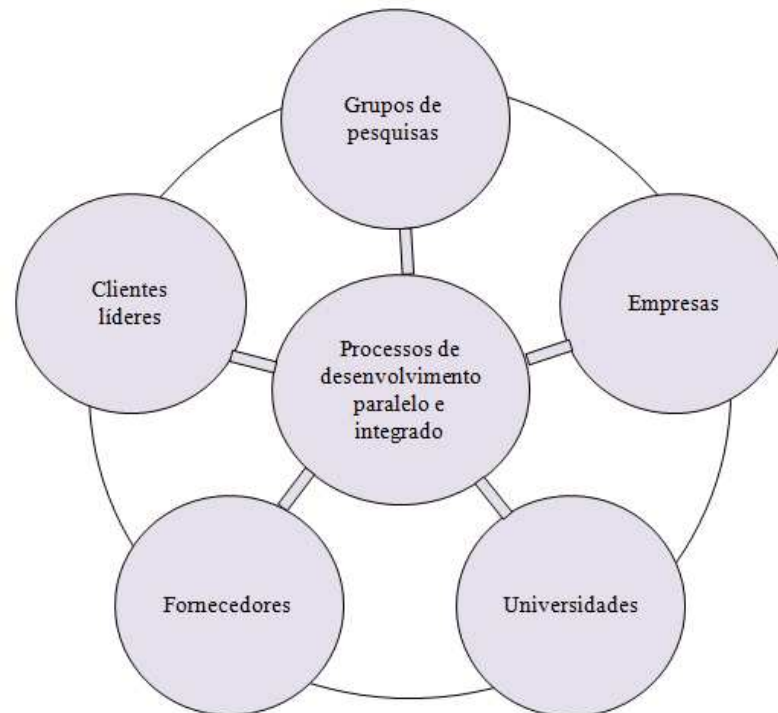 Grupos de
pesquisas
Clientes
líderes
Empresas
Processos de
desenvolvimento
paralelo e
integrado
Fornecedores
Universidades